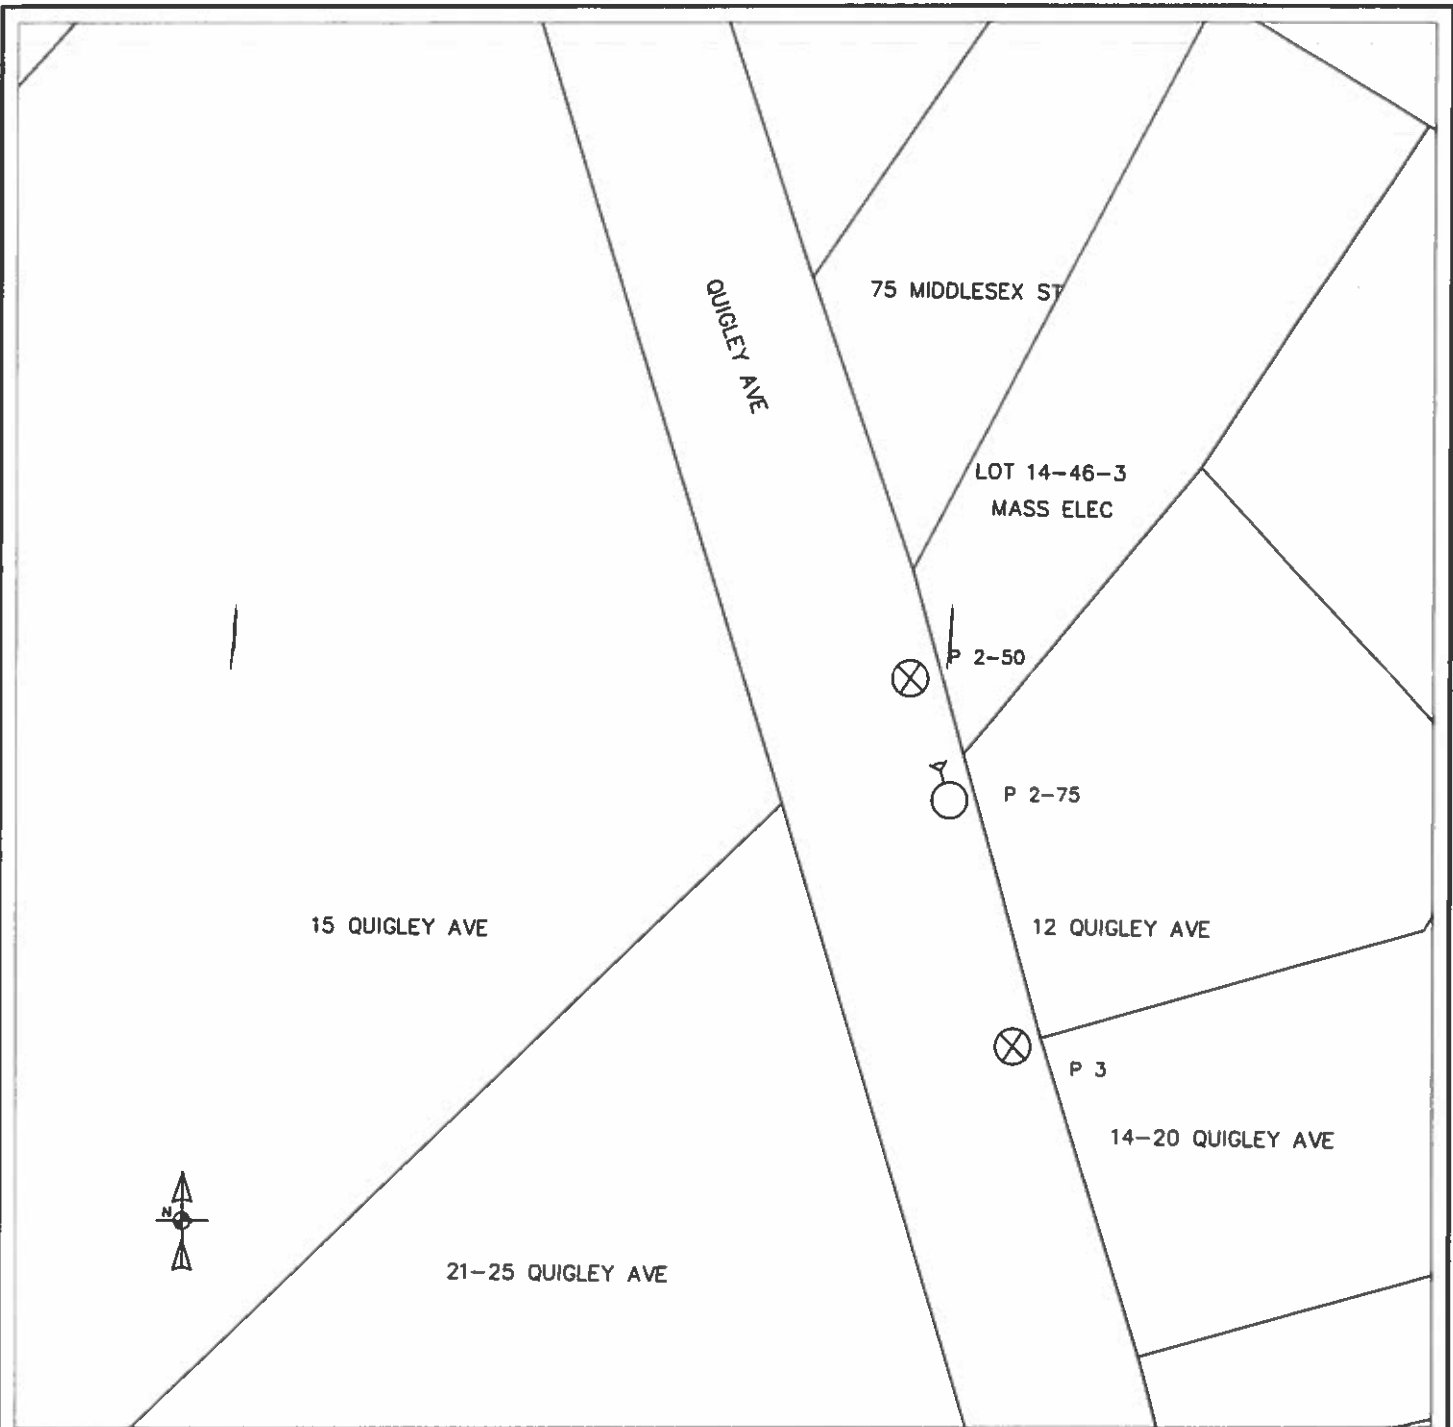 QUIGLEY AVE
75 MIDDLESEX ST
LOT 14-46-3
MASS ELEC
P 2-50
P 2-75
15 QUIGLEY AVE
12 QUIGLEY AVE
P 3
14-20 QUIGLEY AVE
N
21-25 QUIGLEY AVE